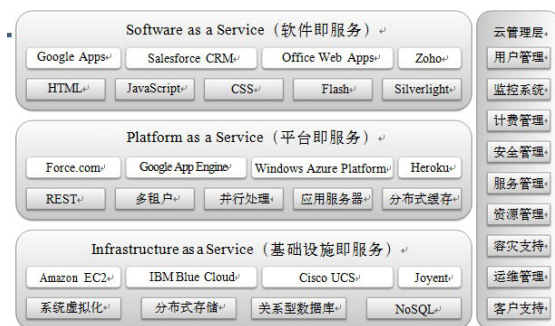 Software as a Service（软件即服务）
Google Apps Salesforce CRM Office Web Apps Zoho
HTML JavaScript CSS Flash Silverlight
Platform as a Service（平台即服务）
Force.com Google App Engine Windows Azure Platform Heroku
REST 多租户 并行处理 应用服务器 分布式缓存
Infrastructure as a Service（基础设施即服务）
Amazon EC2 IBM Blue Cloud Cisco UCS Joyent
系统虚拟化 分布式存储 关系型数据库 NoSQL
云管理层
用户管理
监控系统
计费管理
安全管理
服务管理
资源管理
容灾支持
运维管理
客户支持